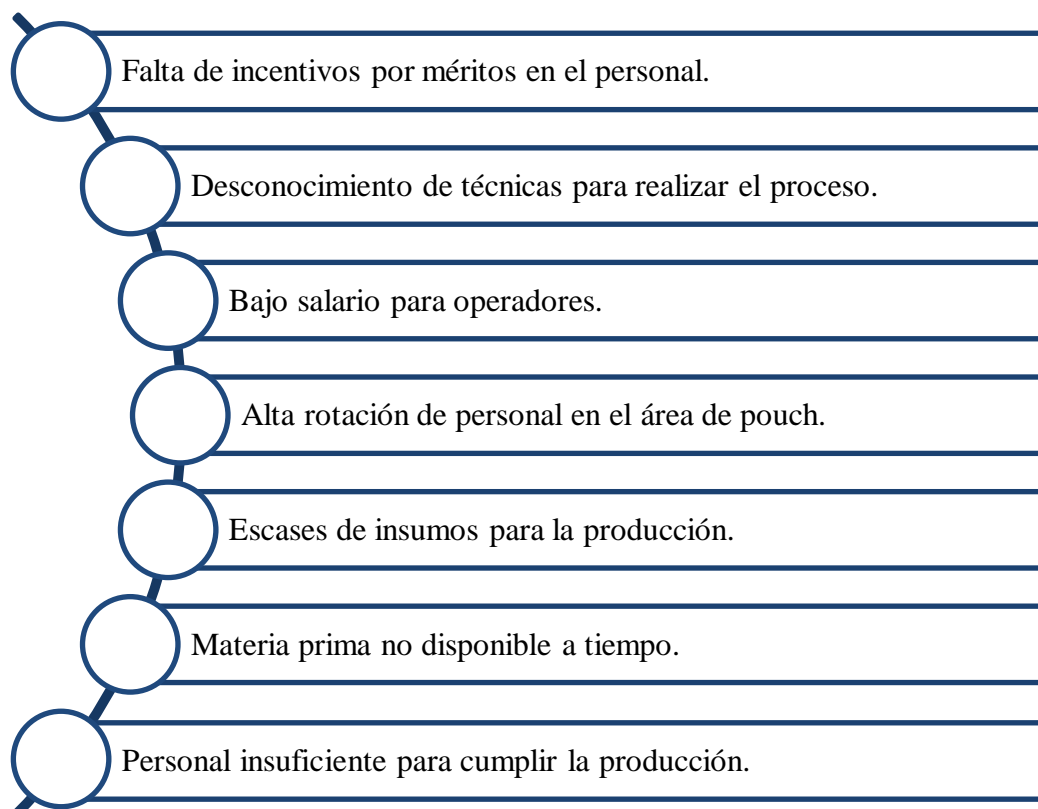 Falta de incentivos por méritos en el personal.
Desconocimiento de técnicas para realizar el proceso.
Bajo salario para operadores.
Alta rotación de personal en el área de pouch.
Escases de insumos para la producción.
Materia prima no disponible a tiempo.
Personal insuficiente para cumplir la producción.